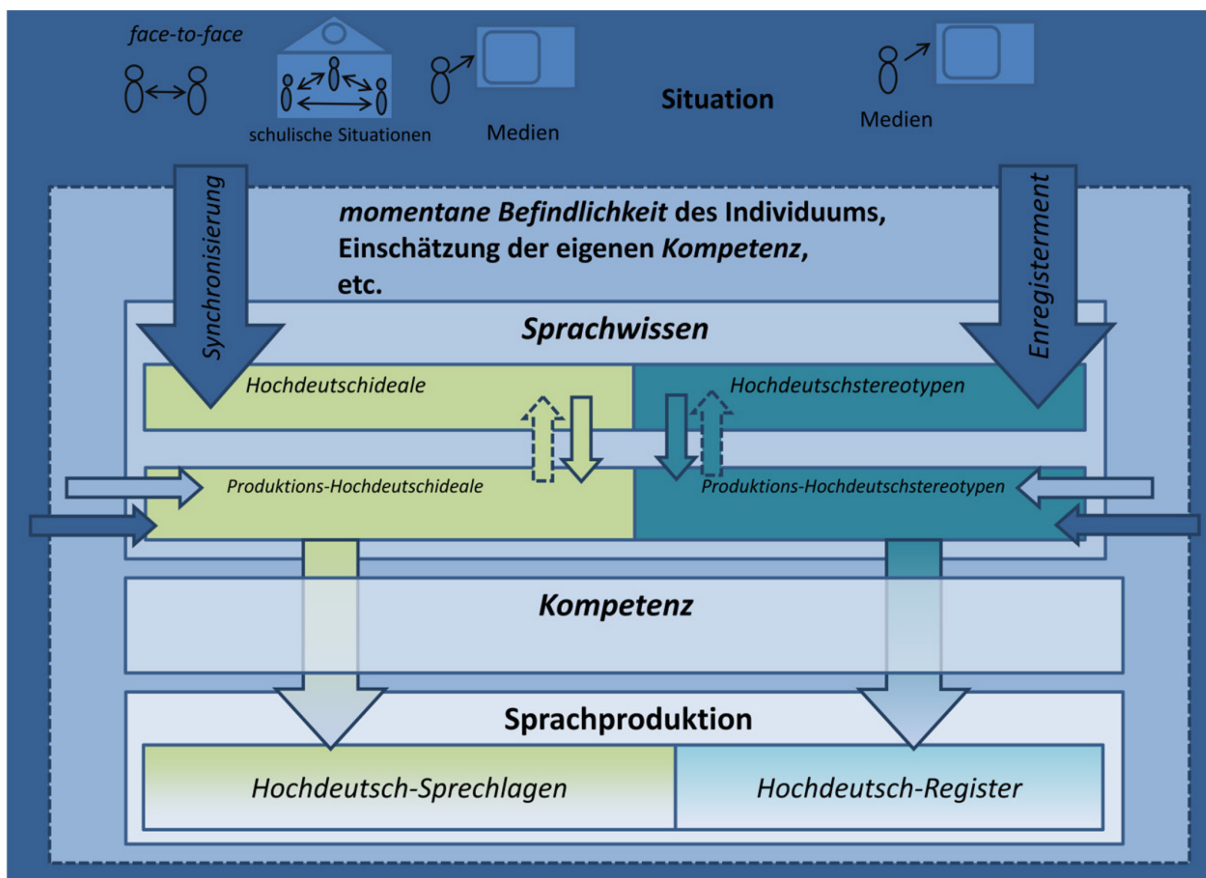 face-to-face
schulische Situationen
Medien
Situation
Medien
Synchronisierung
Enregisterment
momentane Befindlichkeit des Individuums,
Einschätzung der eigenen Kompetenz,
etc.
Sprachwissen
Hochdeutschideale
Hochdeutschstereotypen
Produktions-Hochdeutschideale
Produktions-Hochdeutschstereotypen
Kompetenz
Sprachproduktion
Hochdeutsch-Sprechlagen
Hochdeutsch-Register